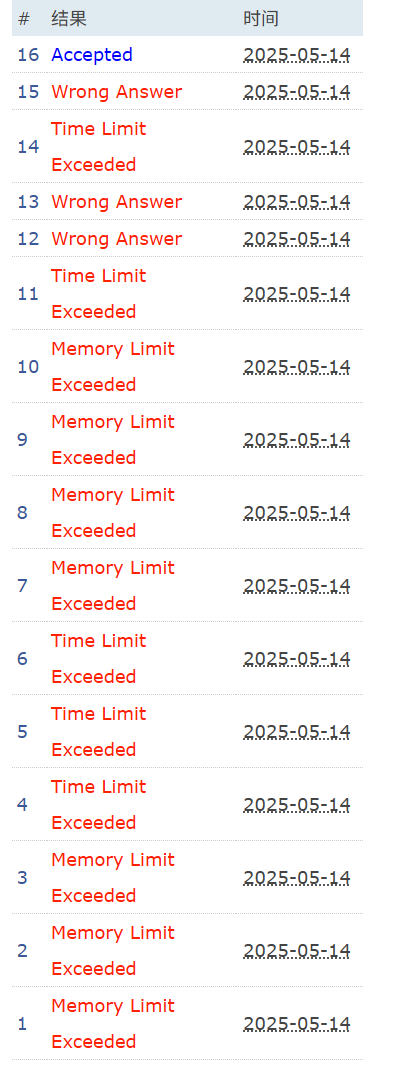 # 结果 时间
16 Accepted 2025-05-14
15 Wrong Answer 2025-05-14
Time Limit
14 Exceeded 2025-05-14
13 Wrong Answer 2025-05-14
12 Wrong Answer 2025-05-14
Time Limit
11 Exceeded 2025-05-14
Memory Limit
10 Exceeded 2025-05-14
Memory Limit
9 Exceeded 2025-05-14
Memory Limit
8 Exceeded 2025-05-14
Memory Limit
7 Exceeded 2025-05-14
Time Limit
6 Exceeded 2025-05-14
Time Limit
5 Exceeded 2025-05-14
Time Limit
4 Exceeded 2025-05-14
Memory Limit
3 Exceeded 2025-05-14
Memory Limit
2 Exceeded 2025-05-14
Memory Limit
1 Exceeded 2025-05-14